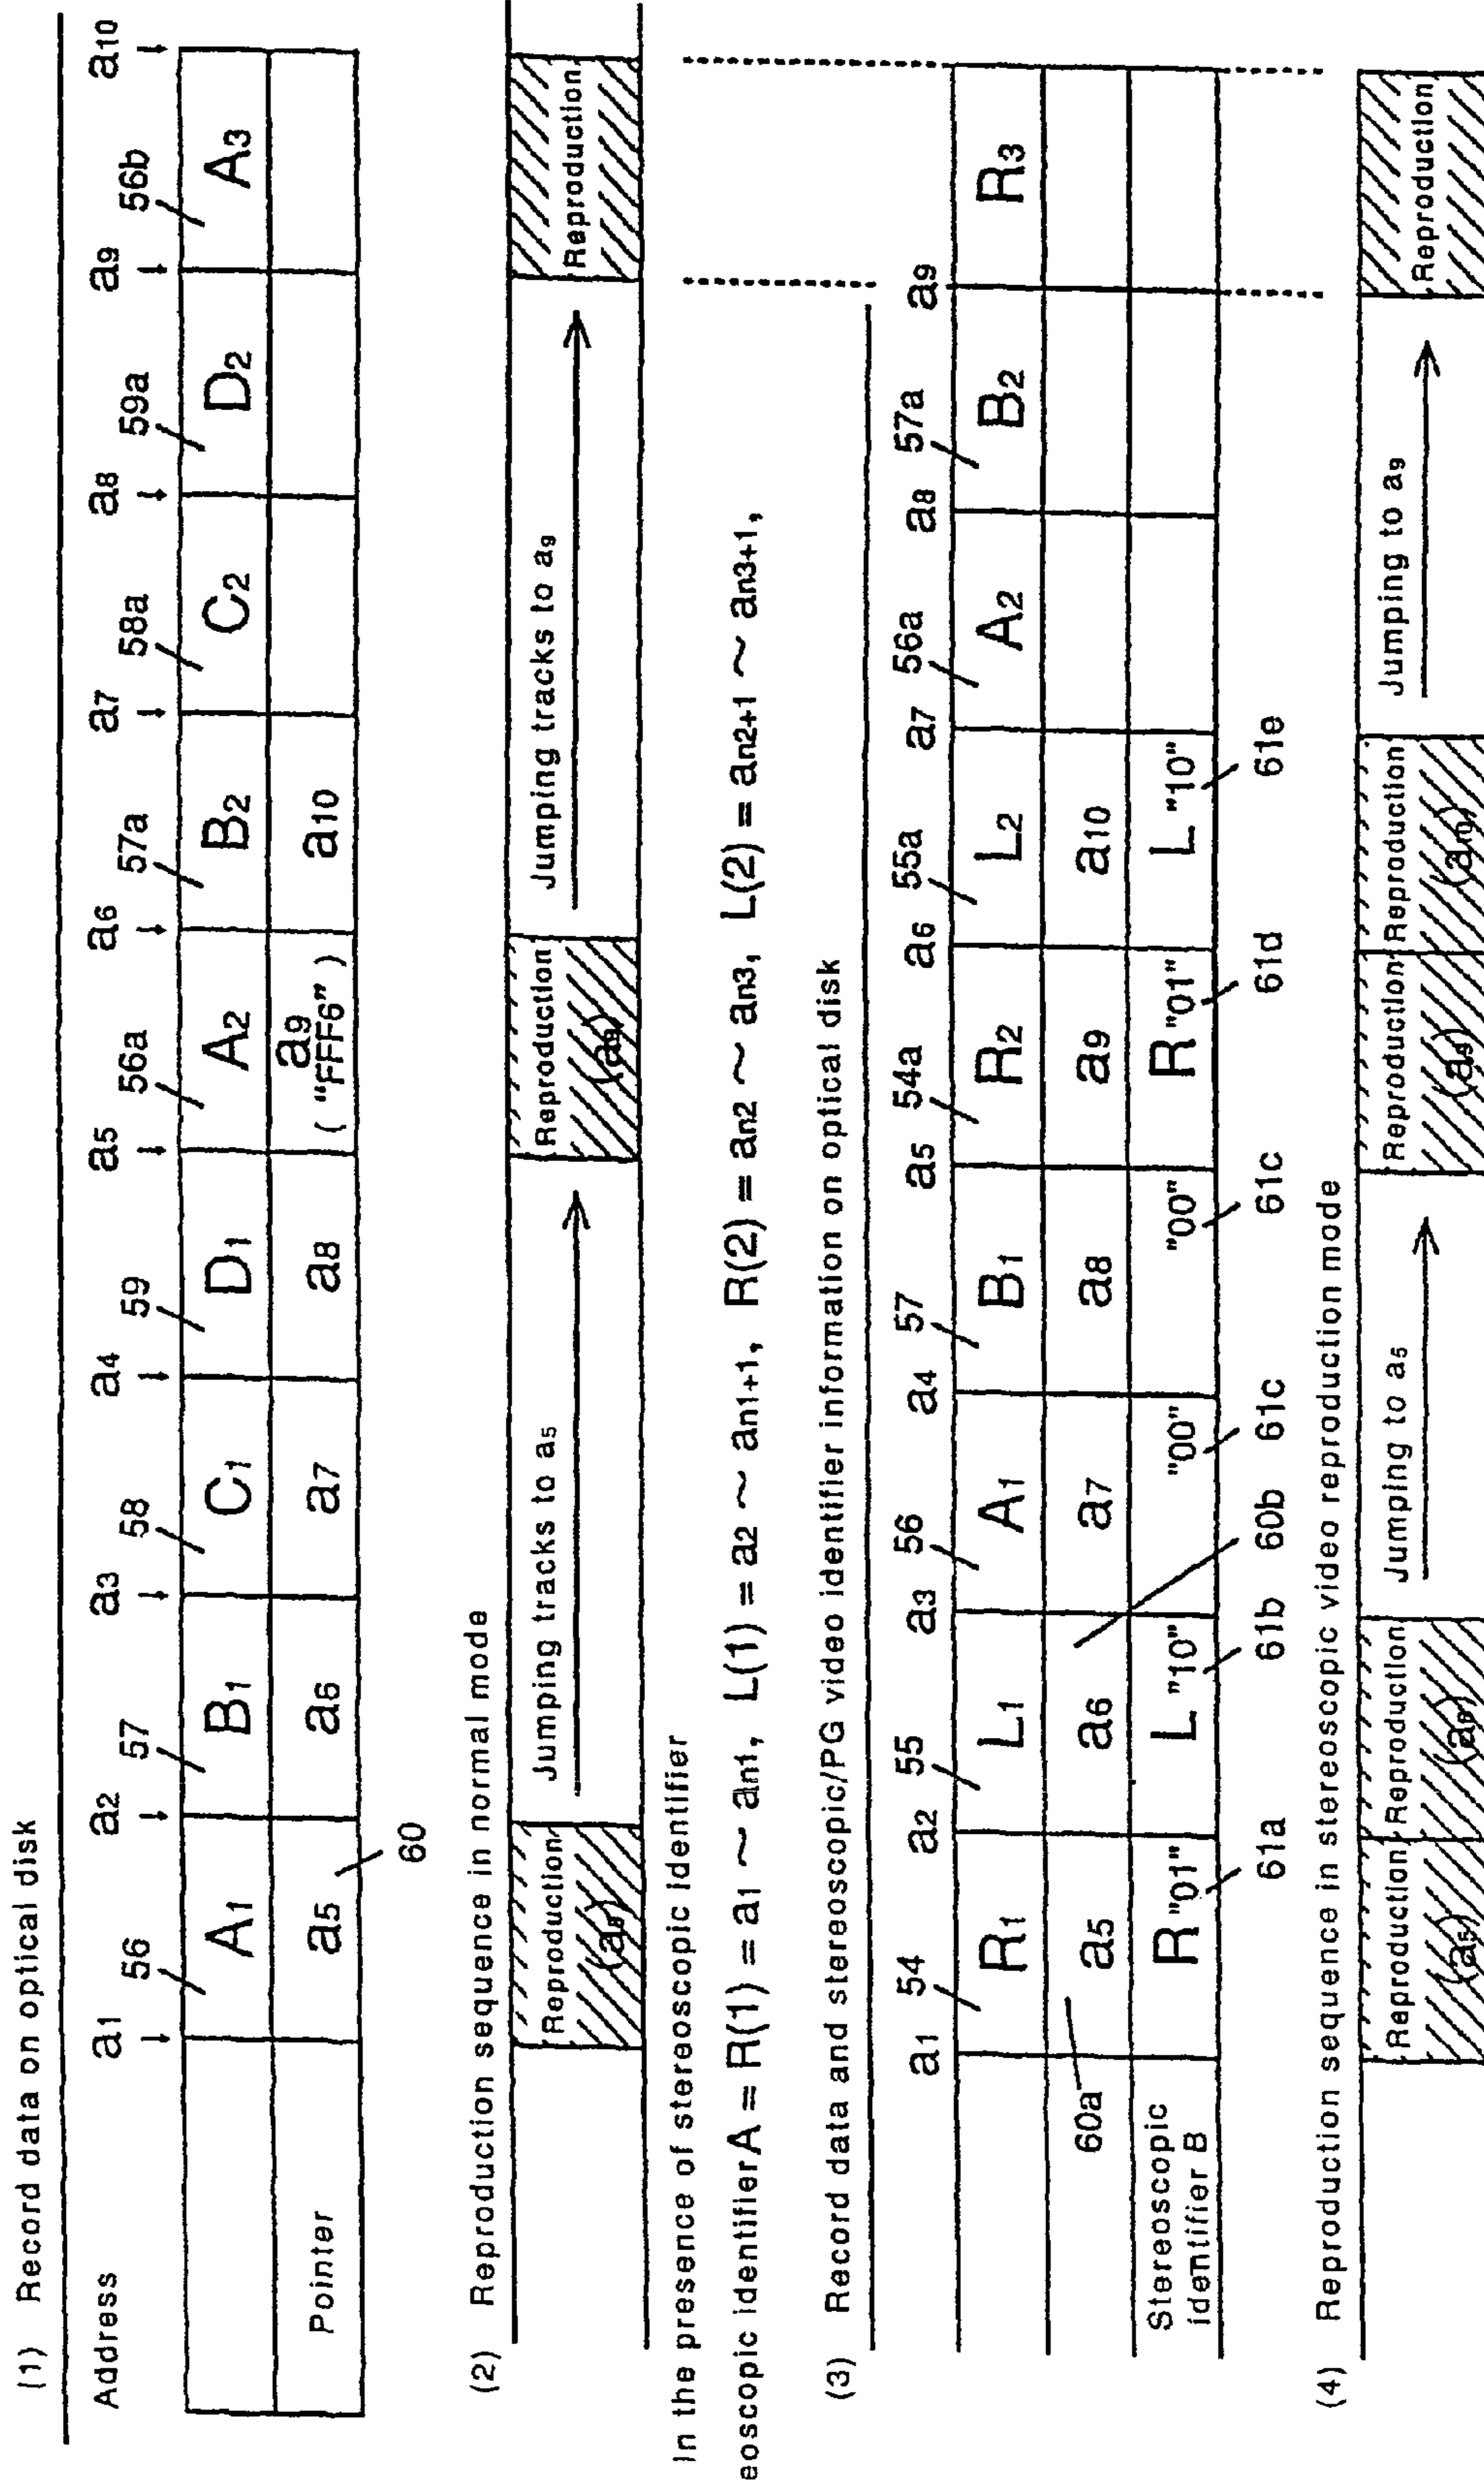 (1) Record data on optical disk
Address a1 a2 a3 a4 a5 a6 a7 a8 a9 a10
56 57 58 59 56a 57a 58a 59a 56b
A1 B1 C1 D1 A2 B2 C2 D2 A3
Pointer a5 a6 a7 a8 a9 a10
("FFF6")
60
(2) Reproduction sequence in normal mode
Reproduction Jumping tracks to a5 Reproduction Jumping tracks to a9 Reproduction
(a5) (a9)
In the presence of stereoscopic identifier
eoscopic identifier A = R(1) = a1 ~ an1, L(1) = a2 ~ an1+1, R(2) = an2 ~ an3, L(2) = an2+1 ~ an3+1,
(3) Record data and stereoscopic/PG video identifier information on optical disk
a1 a2 a3 a4 a5 a6 a7 a8 a9
54 55 56 57 54a 55a 56a 57a
R1 L1 A1 B1 R2 L2 A2 B2 R3
60a a5 a6 a7 a8 a9 a10
Stereoscopic R "01" L "10" "00" "00" R "01" L "10"
identifier B
61a 61b 60b 61c 61c 61d 61e
(4) Reproduction sequence in stereoscopic video reproduction mode
Reproduction Reproduction Jumping to a5 Reproduction Reproduction Jumping to a9 Reproduction
(a5) (a6) (a9) (a10)